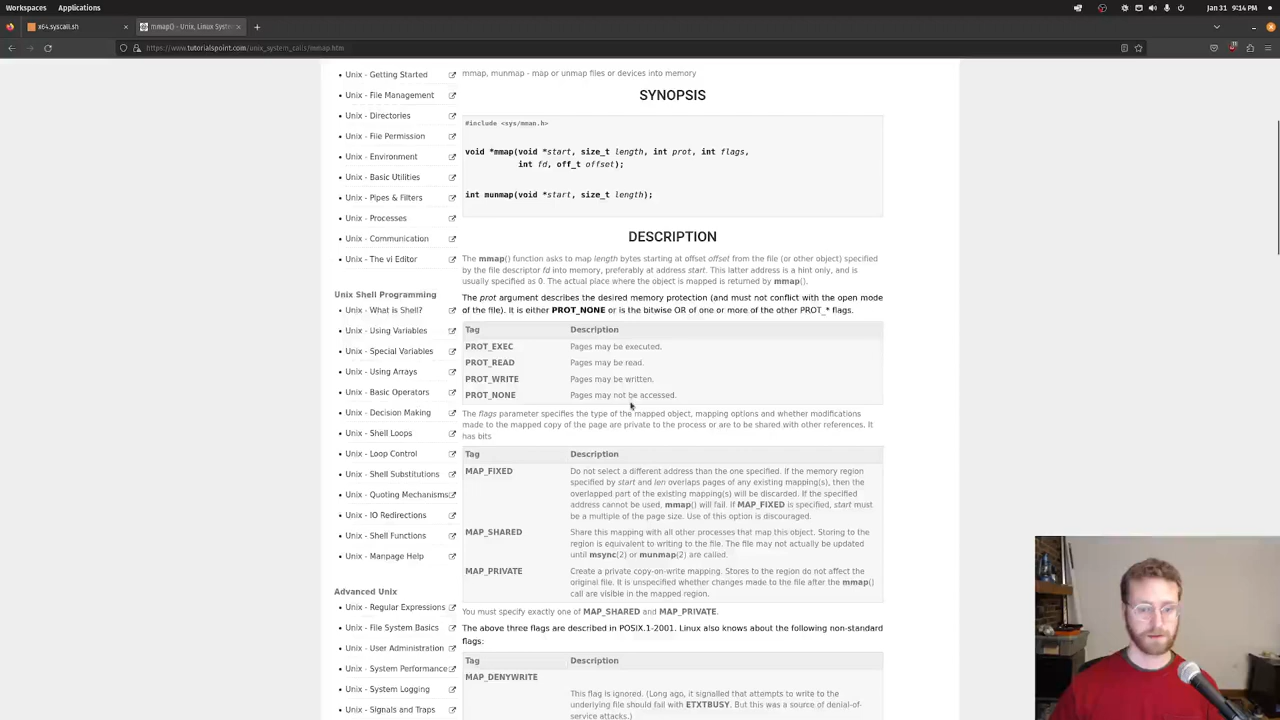 Workspaces Applications
Jan 31 9:16 PM
x64.syscall.sh
mmap() - Unix, Linux Syst
https://www.tutorialspoint.com/unix_system_calls/mmap.htm
Unix - Getting Started
Unix - File Management
Unix - Directories
Unix - File Permission
Unix - Environment
Unix - Basic Utilities
Unix - Pipes & Filters
Unix - Processes
Unix - Communication
Unix - The vi Editor
Unix Shell Programming
Unix - What is Shell?
Unix - Using Variables
Unix - Special Variables
Unix - Using Arrays
Unix - Basic Operators
Unix - Decision Making
Unix - Shell Loops
Unix - Loop Control
Unix - Shell Substitutions
Unix - Quoting Mechanisms
Unix - IO Redirections
Unix - Shell Functions
Unix - Manpage Help
Advanced Unix
Unix - Regular Expressions
Unix - File System Basics
Unix - User Administration
Unix - System Performance
Unix - System Logging
Unix - Signals and Traps
mmap, munmap - map or unmap files or devices into memory
SYNOPSIS
#include <sys/mman.h>
void *mmap(void *start, size_t length, int prot, int flags,
int fd, off_t offset);
int munmap(void *start, size_t length);
DESCRIPTION
The mmap() function asks to map length bytes starting at offset offset from the file (or other object) specified
by the file descriptor fd into memory, preferably at address start. This latter address is a hint only, and is
usually specified as 0. The actual place where the object is mapped is returned by mmap().
The prot argument describes the desired memory protection (and must not conflict with the open mode
of the file). It is either PROT_NONE or is the bitwise OR of one or more of the other PROT_* flags.
Tag Description
PROT_EXEC Pages may be executed.
PROT_READ Pages may be read.
PROT_WRITE Pages may be written.
PROT_NONE Pages may not be accessed.
The flags parameter specifies the type of the mapped object, mapping options and whether modifications
made to the mapped copy of the page are private to the process or are to be shared with other references. It
has bits
Tag Description
MAP_FIXED Do not select a different address than the one specified. If the memory region
specified by start and len overlaps pages of any existing mapping(s), then the
overlapped part of the existing mapping(s) will be discarded. If the specified
address cannot be used, mmap() will fail. If MAP_FIXED is specified, start must
be a multiple of the page size. Use of this option is discouraged.
MAP_SHARED Share this mapping with all other processes that map this object. Storing to the
region is equivalent to writing to the file. The file may not actually be updated
until msync(2) or munmap(2) are called.
MAP_PRIVATE Create a private copy-on-write mapping. Stores to the region do not affect the
original file. It is unspecified whether changes made to the file after the mmap()
call are visible in the mapped region.
You must specify exactly one of MAP_SHARED and MAP_PRIVATE.
The above three flags are described in POSIX.1-2001. Linux also knows about the following non-standard
flags:
Tag Description
MAP_DENYWRITE
This flag is ignored. (Long ago, it signalled that attempts to write to the
underlying file should fail with ETXTBUSY. But this was a source of denial-of-
service attacks.)